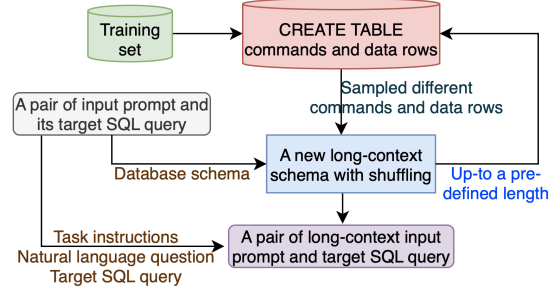 Training
set
CREATE TABLE
commands and data rows
Sampled different
commands and data rows
A pair of input prompt and
its target SQL query
Database schema
A new long-context
schema with shuffling
Up-to a pre-
defined length
Task instructions
Natural language question
Target SQL query
A pair of long-context input
prompt and target SQL query